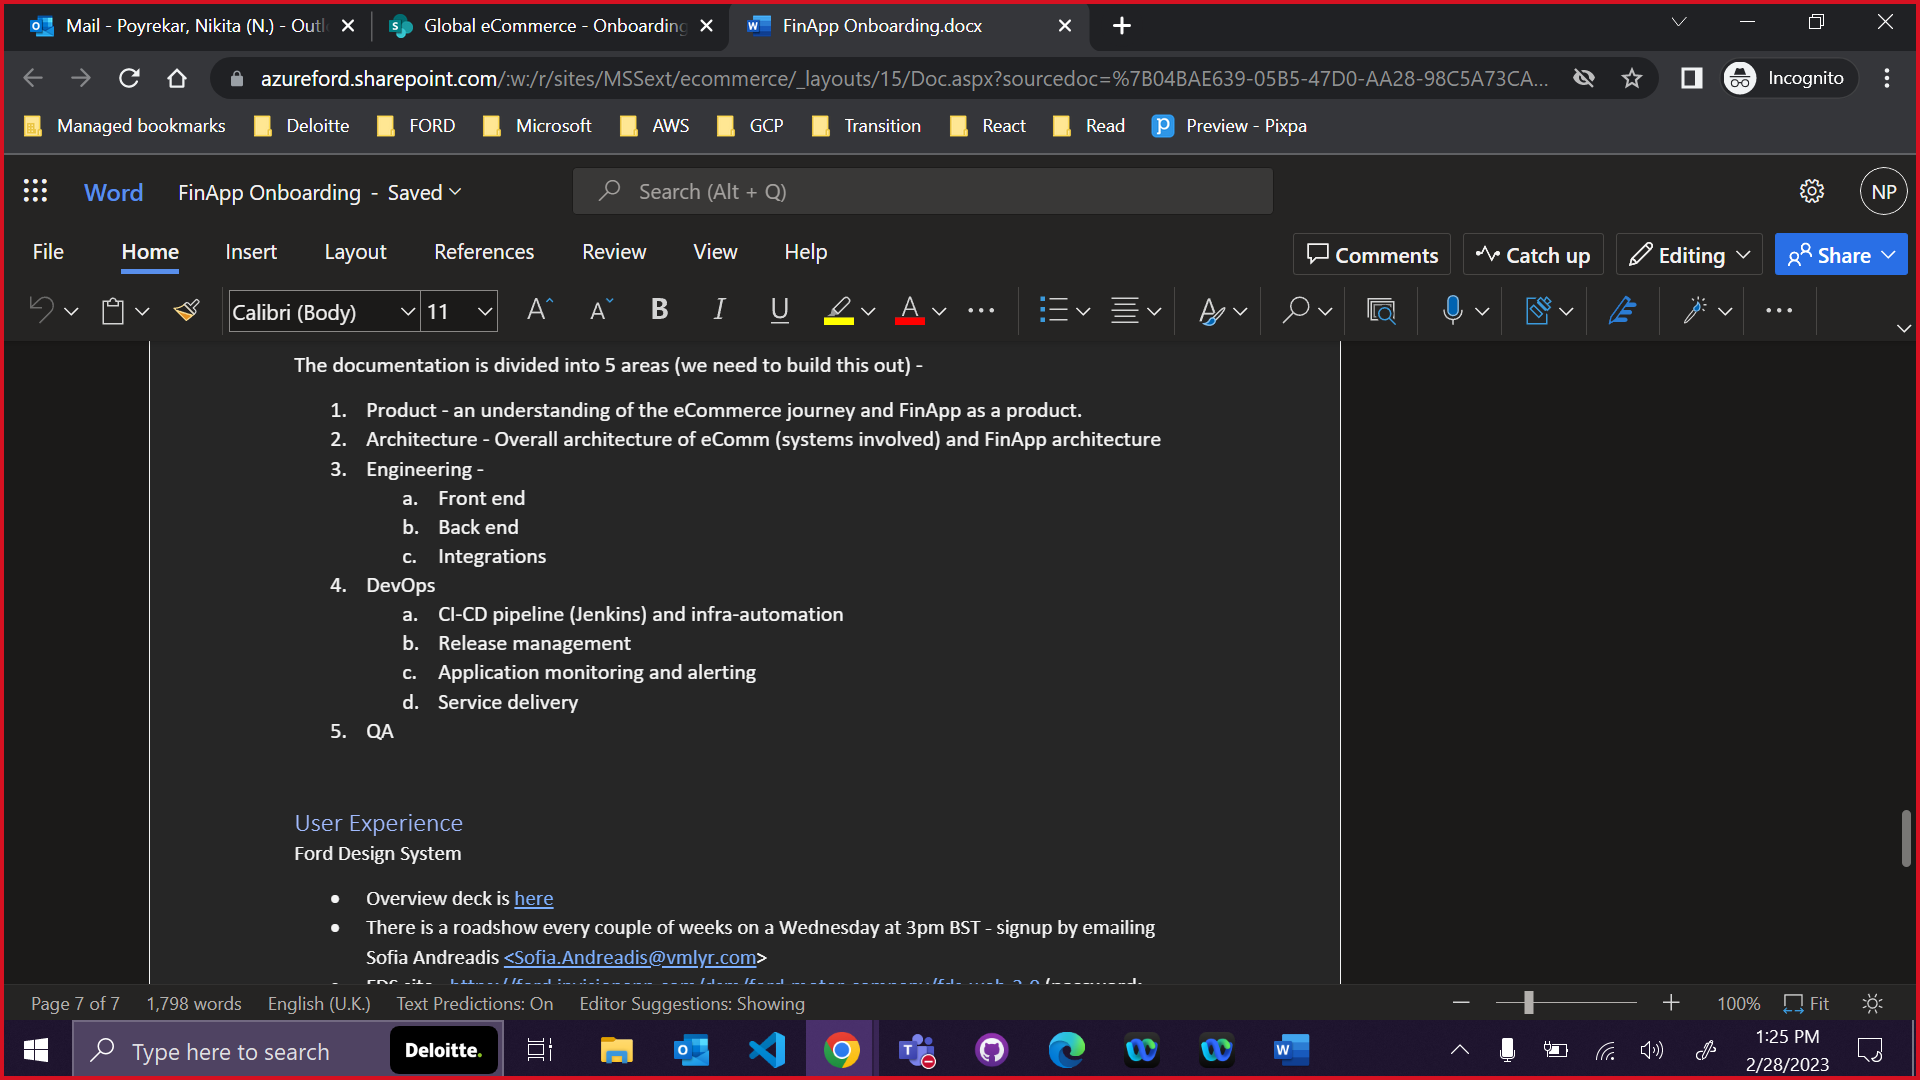 Mail - Poyrekar, Nikita (N.) - Outl
Global eCommerce - Onboarding
FinApp Onboarding.docx
azureford.sharepoint.com/:w:/r/sites/MSSext/ecommerce/_layouts/15/Doc.aspx?sourcedoc=%7B04BAE639-05B5-47D0-AA28-98C5A73CA...
Incognito
Managed bookmarks
Deloitte
FORD
Microsoft
AWS
GCP
Transition
React
Read
Preview - Pixpa
Word
FinApp Onboarding - Saved
Search (Alt + Q)
NP
File
Home
Insert
Layout
References
Review
View
Help
Comments
Catch up
Editing
Share
Calibri (Body)
11
The documentation is divided into 5 areas (we need to build this out) -
1. Product - an understanding of the eCommerce journey and FinApp as a product.
2. Architecture - Overall architecture of eComm (systems involved) and FinApp architecture
3. Engineering -
a. Front end
b. Back end
c. Integrations
4. DevOps
a. CI-CD pipeline (Jenkins) and infra-automation
b. Release management
c. Application monitoring and alerting
d. Service delivery
5. QA
User Experience
Ford Design System
• Overview deck is here
• There is a roadshow every couple of weeks on a Wednesday at 3pm BST - signup by emailing
Sofia Andreadis <Sofia.Andreadis@vmlyr.com>
Page 7 of 7
1,798 words
English (U.K.)
Text Predictions: On
Editor Suggestions: Showing
100%
Fit
Type here to search
Deloitte.
1:25 PM
2/28/2023